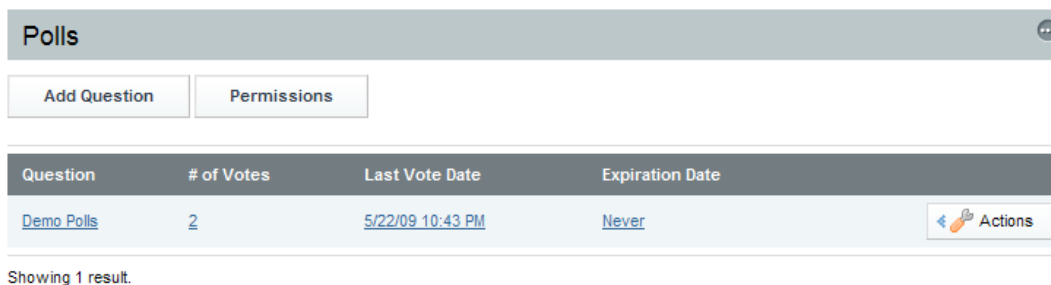 Polls
Add Question Permissions
Question # of Votes Last Vote Date Expiration Date
Demo Polls 2 5/22/09 10:43 PM Never Actions
Showing 1 result.